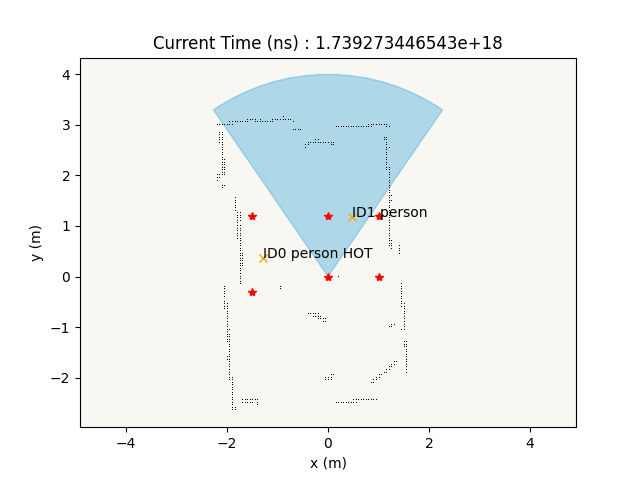 Current Time (ns) : 1.739273446543e+18
4
3
2
1
0
−1
−2
y (m)
ID1 person
ID0 person HOT
−4
−2
0
2
4
x (m)